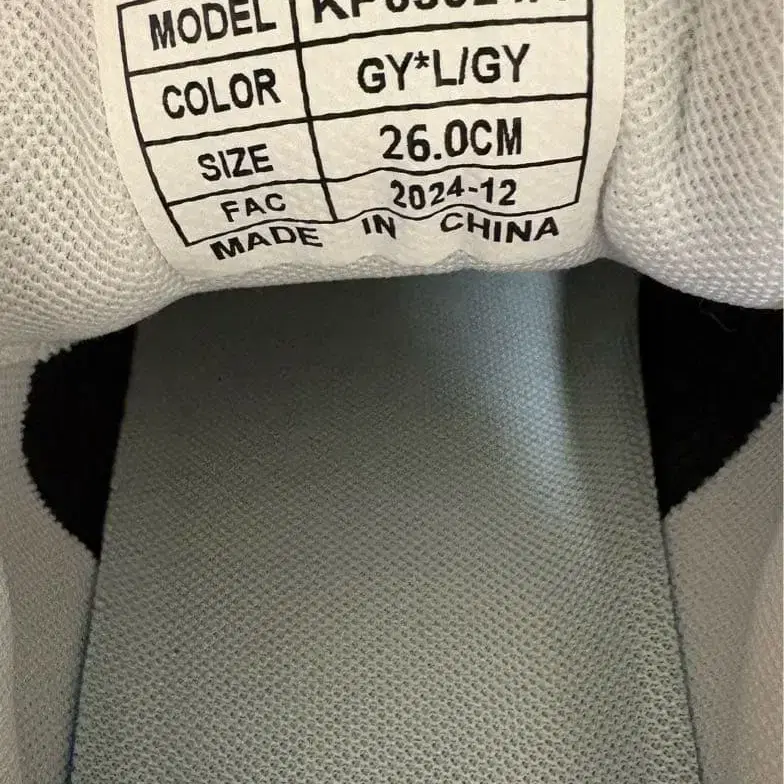 MODEL
COLOR GY*L/GY
SIZE 26.0CM
FAC 2024-12
MADE IN CHINA